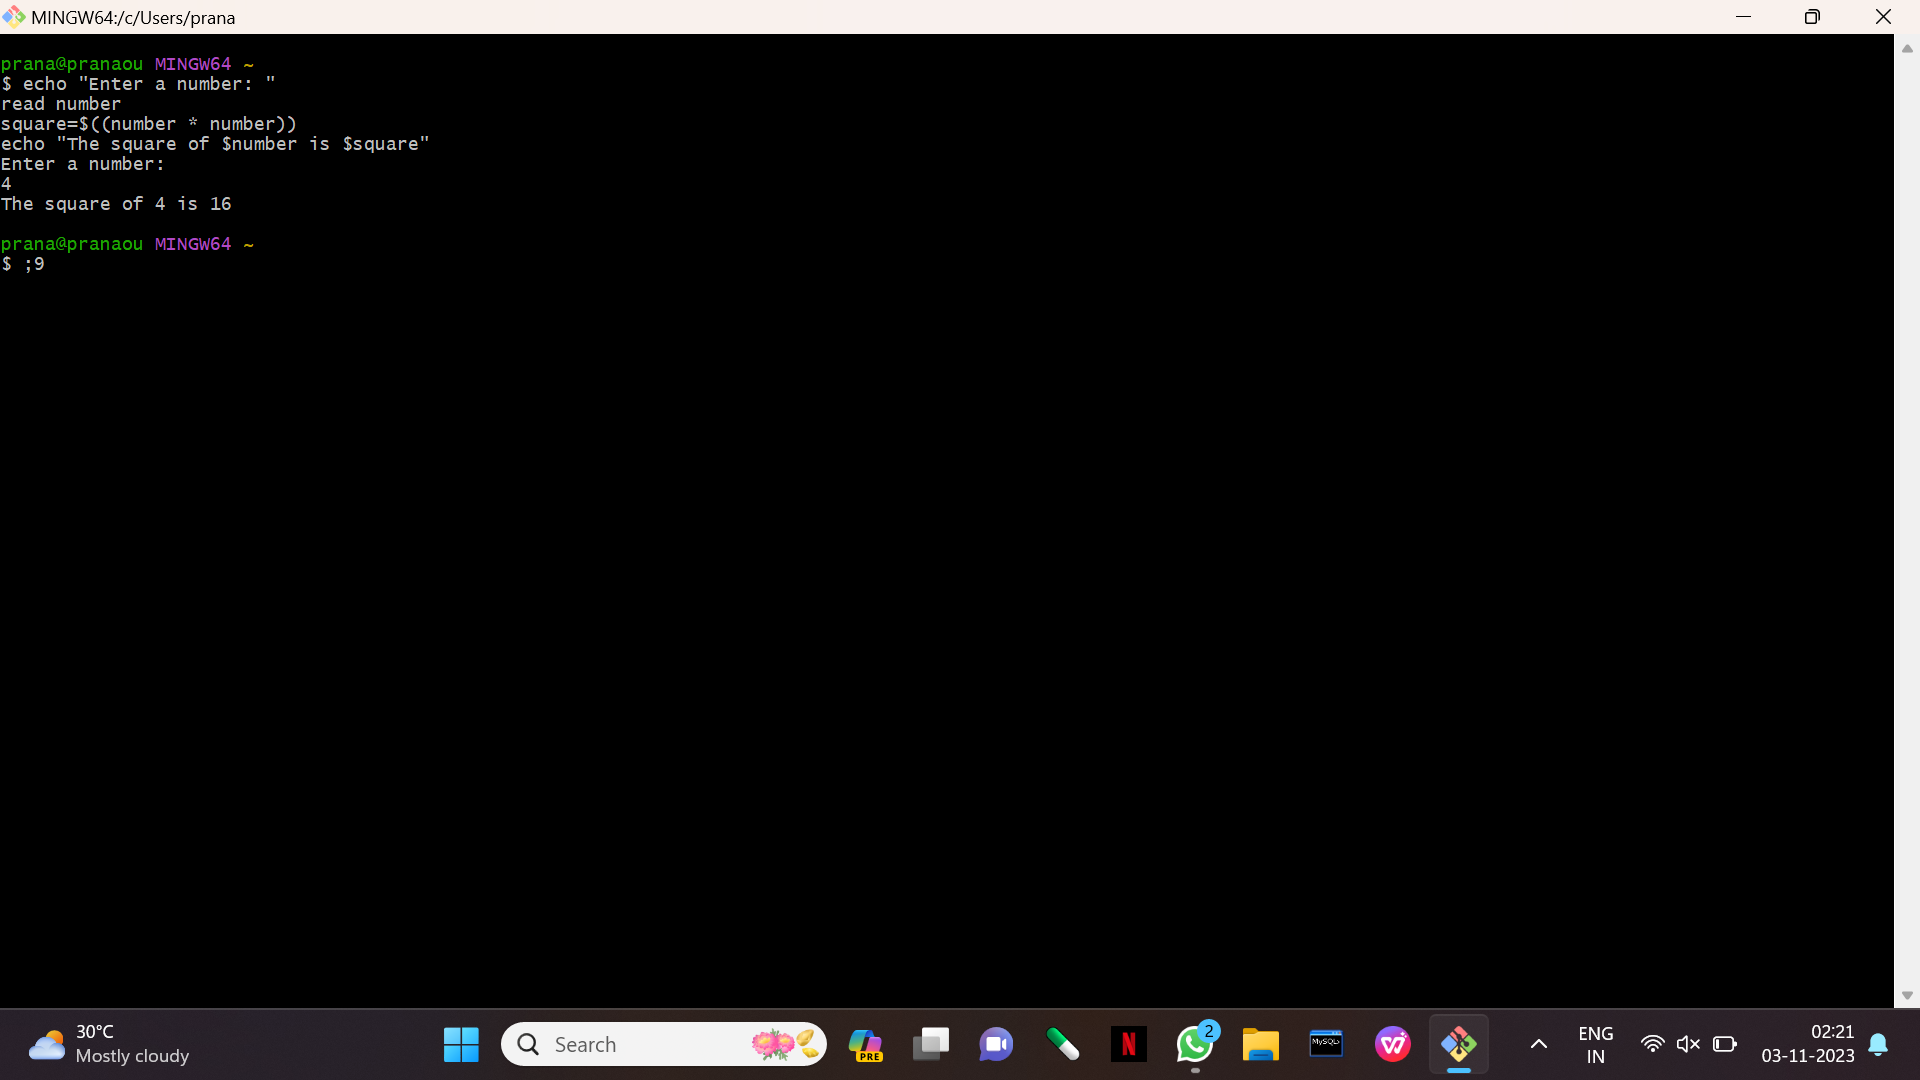 MINGW64:/c/Users/prana
prana@pranaou MINGW64 ~
$ echo "Enter a number: "
read number
square=$((number * number))
echo "The square of $number is $square"
Enter a number:
4
The square of 4 is 16
prana@pranaou MINGW64 ~
$ ;9
30°C
Mostly cloudy
Search
PRE
N
2
MySQL>
W
ENG
IN
02:21
03-11-2023